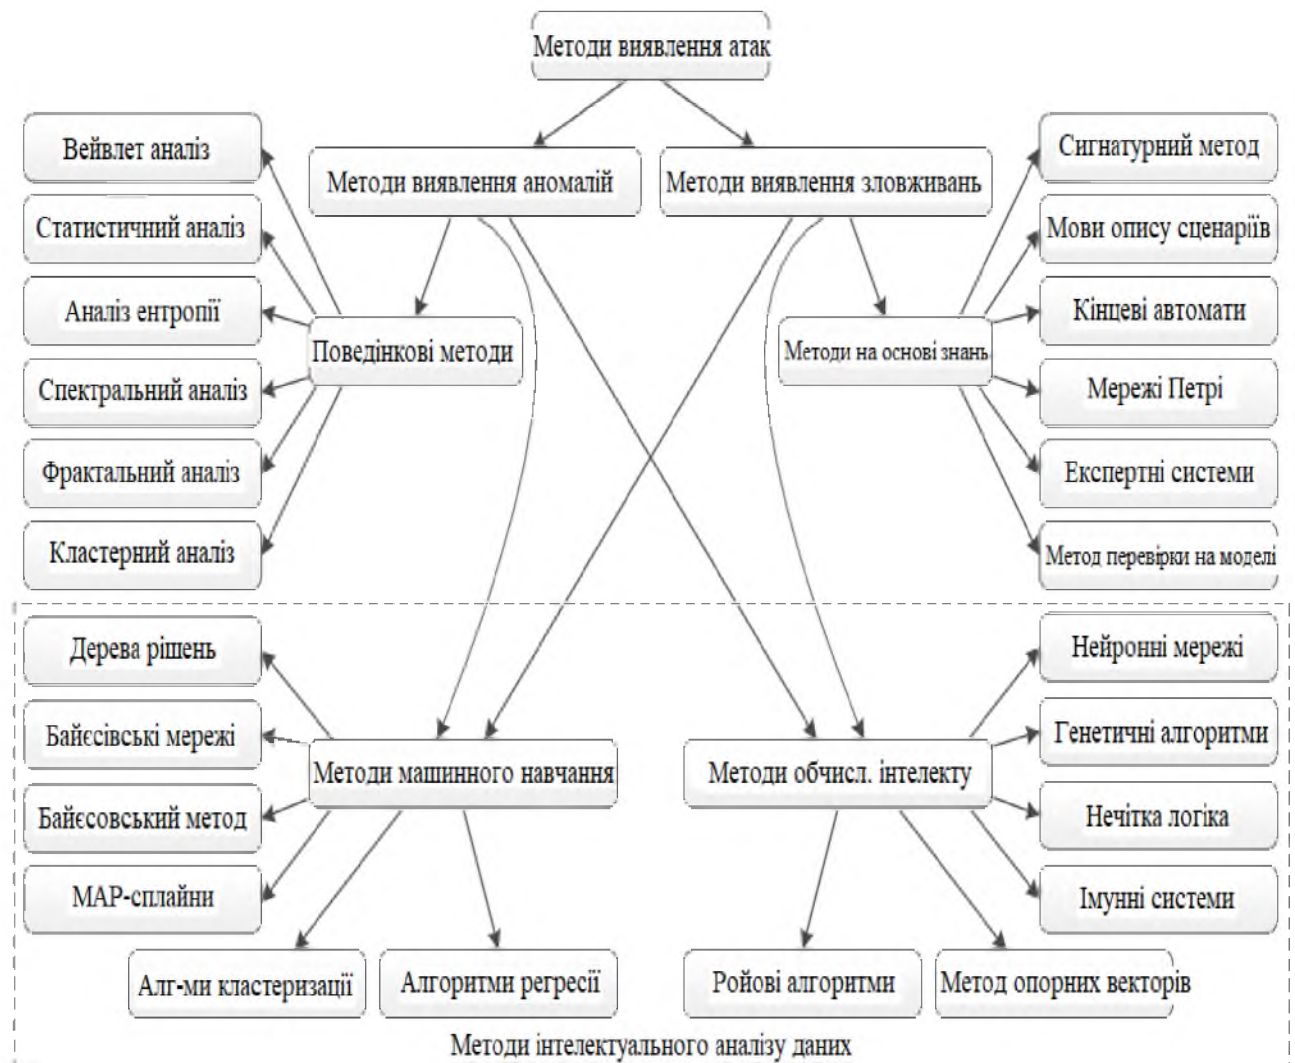 Методи виявлення атак
Методи виявлення аномалій
Методи виявлення зловживань
Вейвлет аналіз
Статистичний аналіз
Аналіз ентропії
Спектральний аналіз
Фрактальний аналіз
Кластерний аналіз
Поведінкові методи
Методи на основі знань
Сигнатурний метод
Мови опису сценаріїв
Кінцеві автомати
Мережі Петрі
Експертні системи
Метод перевірки на моделі
Дерева рішень
Байєсівські мережі
Байєсовський метод
МАР-сплайни
Методи машинного навчання
Методи обчисл. інтелекту
Нейронні мережі
Генетичні алгоритми
Нечітка логіка
Імунні системи
Алг-ми кластеризації
Алгоритми регресії
Ройові алгоритми
Метод опорних векторів
Методи інтелектуального аналізу даних